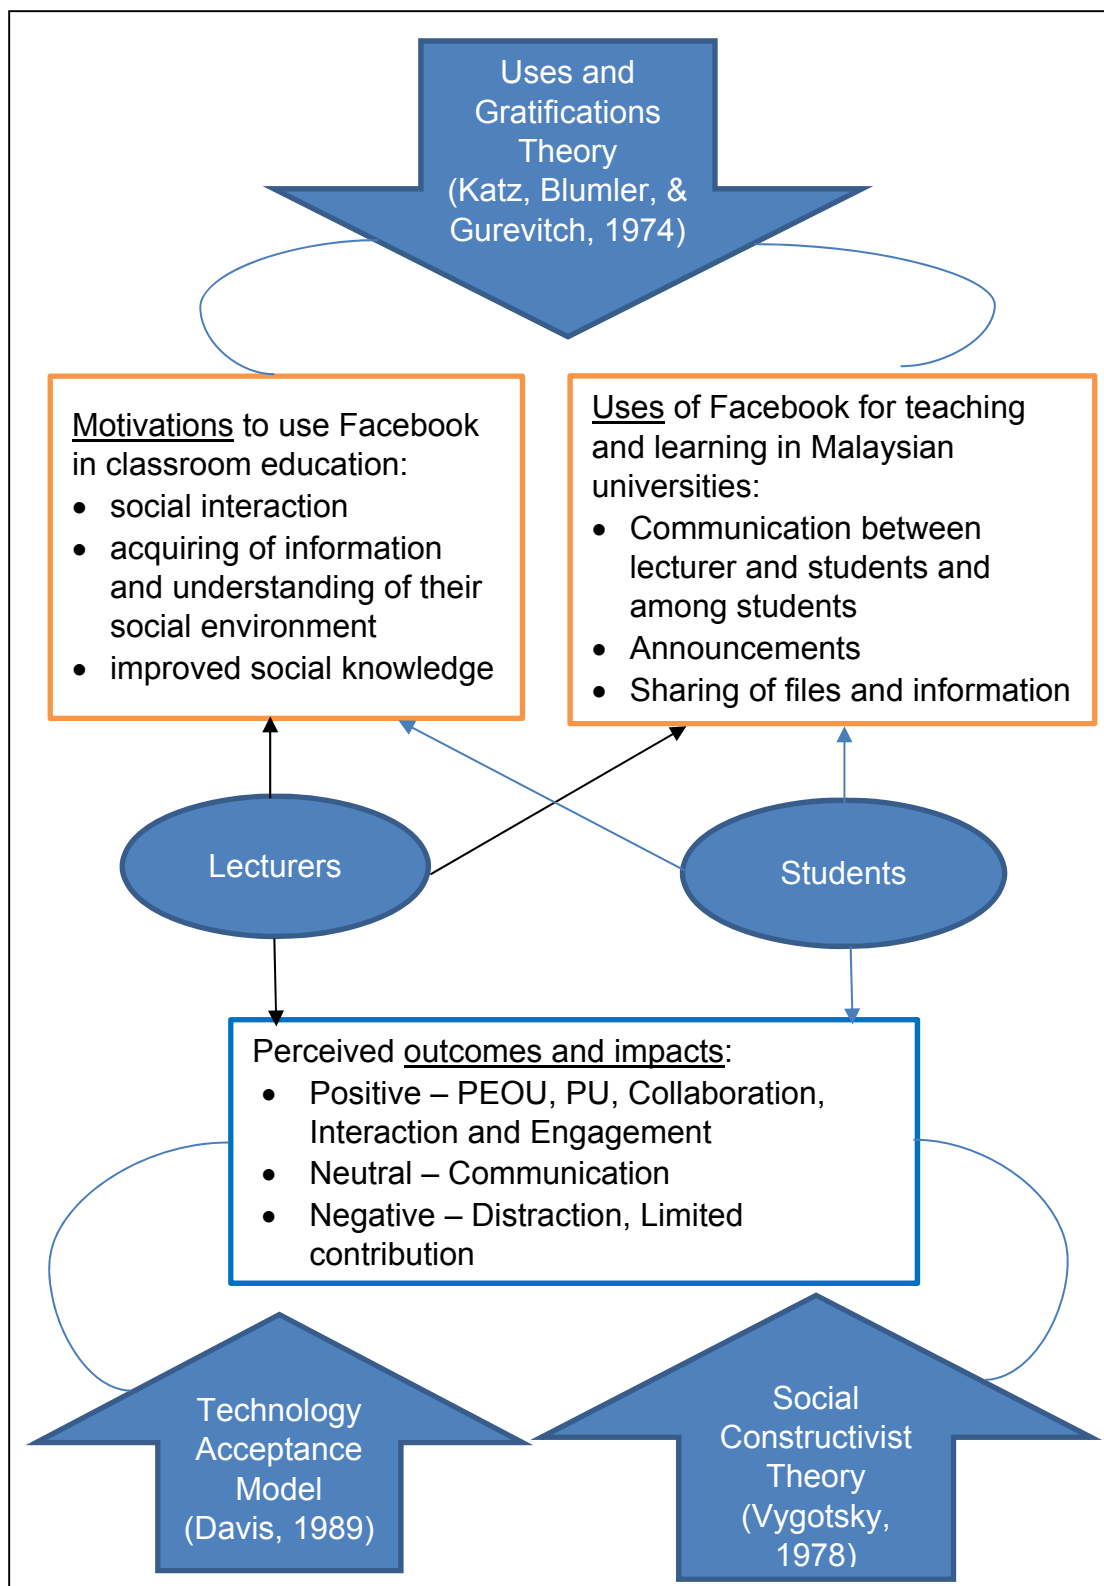 Uses and
Gratifications
Theory
(Katz, Blumler, &
Gurevitch, 1974)
Motivations to use Facebook
in classroom education:
• social interaction
• acquiring of information
and understanding of their
social environment
• improved social knowledge
Uses of Facebook for teaching
and learning in Malaysian
universities:
• Communication between
lecturer and students and
among students
• Announcements
• Sharing of files and information
Lecturers
Students
Perceived outcomes and impacts:
• Positive – PEOU, PU, Collaboration,
Interaction and Engagement
• Neutral – Communication
• Negative – Distraction, Limited
contribution
Technology
Acceptance
Model
(Davis, 1989)
Social
Constructivist
Theory
(Vygotsky,
1978)